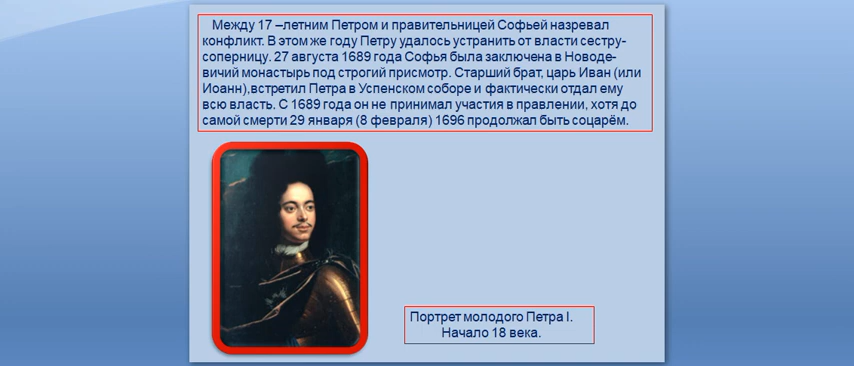 Между 17 –летним Петром и правительницей Софьей назревал
конфликт. В этом же году Петру удалось устранить от власти сестру-
соперницу. 27 августа 1689 года Софья была заключена в Новоде-
вичий монастырь под строгий присмотр. Старший брат, царь Иван (или
Иоанн),встретил Петра в Успенском соборе и фактически отдал ему
всю власть. С 1689 года он не принимал участия в правлении, хотя до
самой смерти 29 января (8 февраля) 1696 продолжал быть соцарём.
Портрет молодого Петра I.
Начало 18 века.